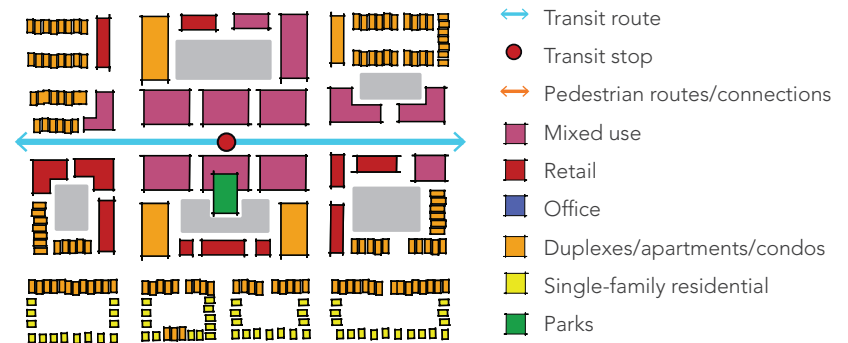 Transit route
Transit stop
Pedestrian routes/connections
Mixed use
Retail
Office
Duplexes/apartments/condos
Single-family residential
Parks